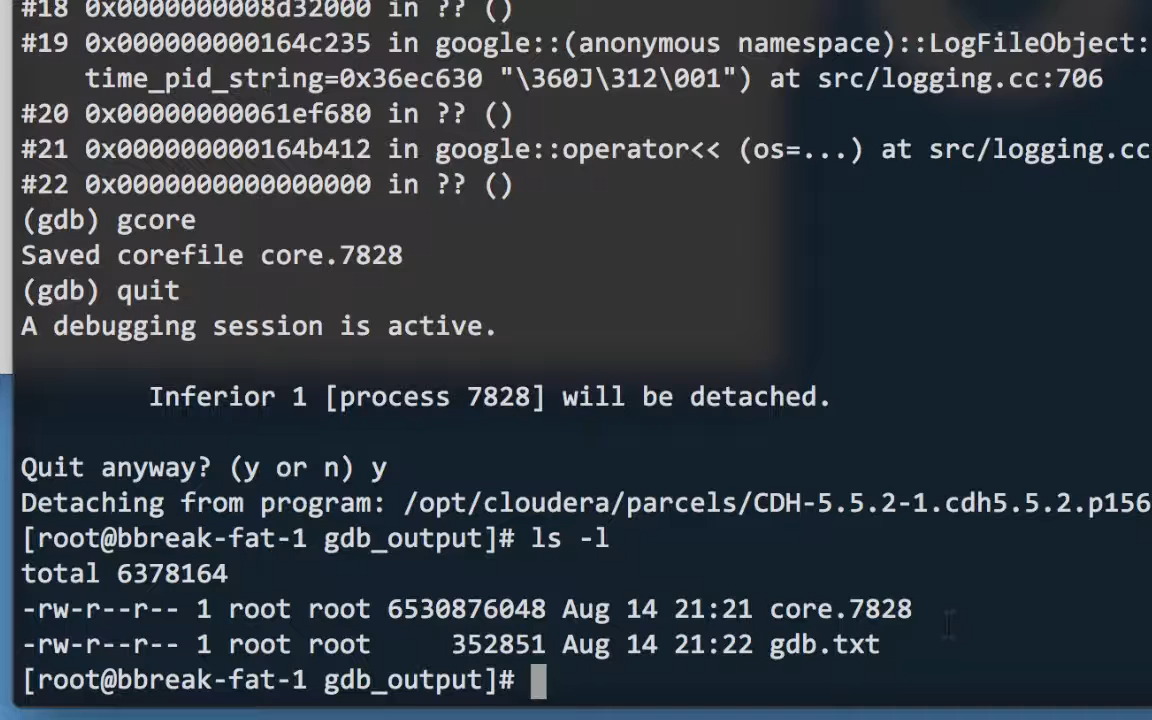 #18 0x0000000008d32000 in ?? ()
#19 0x000000000164c235 in google::(anonymous namespace)::LogFileObject:
time_pid_string=0x36ec630 "\360J\312\001") at src/logging.cc:706
#20 0x00000000061ef680 in ?? ()
#21 0x000000000164b412 in google::operator<< (os=...) at src/logging.cc
#22 0x0000000000000000 in ?? ()
(gdb) gcore
Saved corefile core.7828
(gdb) quit
A debugging session is active.
Inferior 1 [process 7828] will be detached.
Quit anyway? (y or n) y
Detaching from program: /opt/cloudera/parcels/CDH-5.5.2-1.cdh5.5.2.p156
[root@bbreak-fat-1 gdb_output]# ls -l
total 6378164
-rw-r--r-- 1 root root 6530876048 Aug 14 21:21 core.7828
-rw-r--r-- 1 root root 352851 Aug 14 21:22 gdb.txt
[root@bbreak-fat-1 gdb_output]#